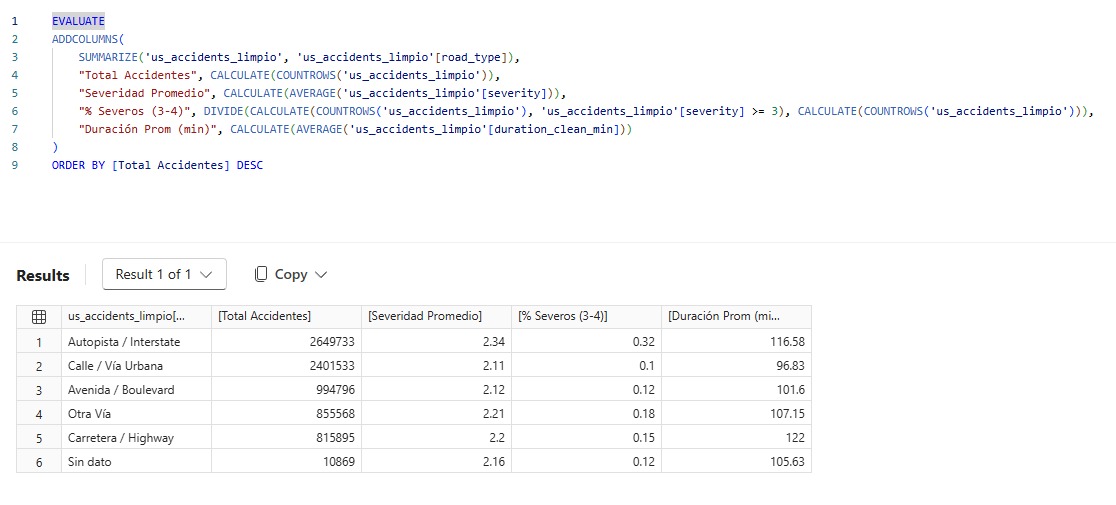 1 EVALUATE
2 ADDCOLUMNS(
3 SUMMARIZE('us_accidents_limpio', 'us_accidents_limpio'[road_type]),
4 "Total Accidentes", CALCULATE(COUNTROWS('us_accidents_limpio')),
5 "Severidad Promedio", CALCULATE(AVERAGE('us_accidents_limpio'[severity])),
6 "% Severos (3-4)", DIVIDE(CALCULATE(COUNTROWS('us_accidents_limpio'), 'us_accidents_limpio'[severity] >= 3), CALCULATE(COUNTROWS('us_accidents_limpio'))),
7 "Duración Prom (min)", CALCULATE(AVERAGE('us_accidents_limpio'[duration_clean_min]))
8 )
9 ORDER BY [Total Accidentes] DESC
Results Result 1 of 1 Copy
us_accidents_limpio[... [Total Accidentes] [Severidad Promedio] [% Severos (3-4)] [Duración Prom (mi...
1 Autopista / Interstate 2649733 2.34 0.32 116.58
2 Calle / Vía Urbana 2401533 2.11 0.1 96.83
3 Avenida / Boulevard 994796 2.12 0.12 101.6
4 Otra Vía 855568 2.21 0.18 107.15
5 Carretera / Highway 815895 2.2 0.15 122
6 Sin dato 10869 2.16 0.12 105.63